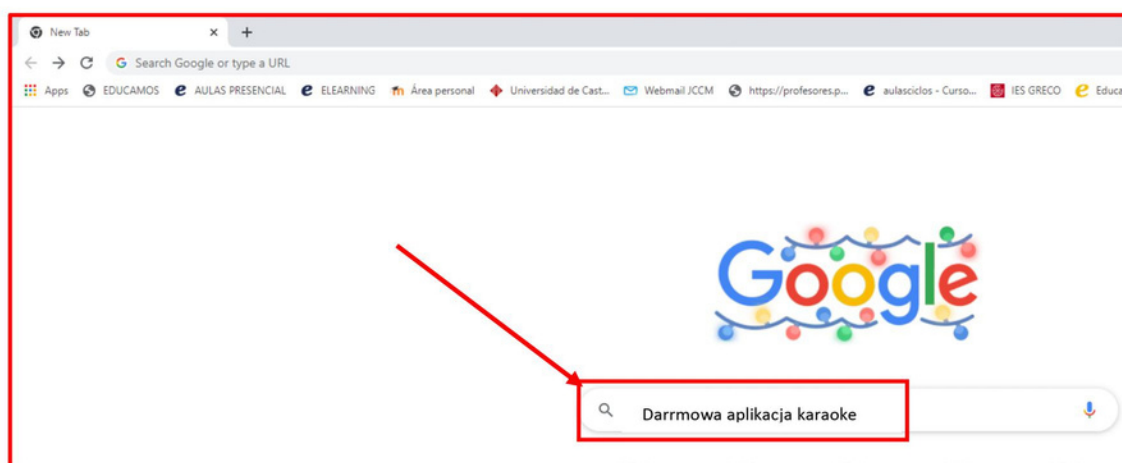 New Tab
Search Google or type a URL
Apps EDUCAMOS AULAS PRESENCIAL ELEARNING Área personal Universidad de Cast... Webmail JCCM https://profesores.p... aulasciclos - Curso... IES GRECO Educa
Google
Darrmowa aplikacja karaoke